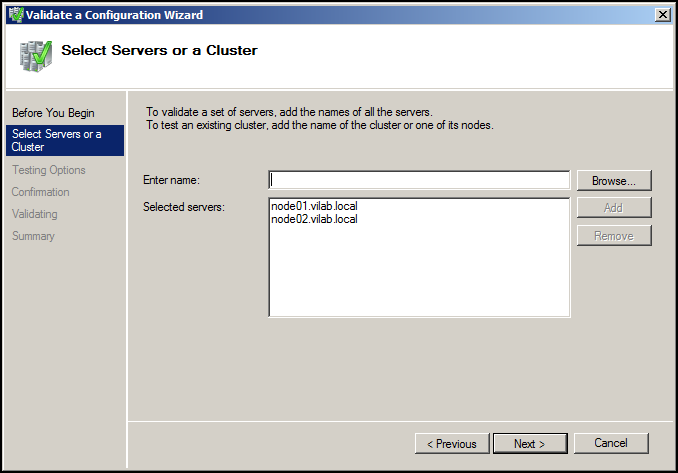 Validate a Configuration Wizard
Select Servers or a Cluster
Before You Begin
Select Servers or a
Cluster
Testing Options
Confirmation
Validating
Summary
To validate a set of servers, add the names of all the servers.
To test an existing cluster, add the name of the cluster or one of its nodes.
Enter name:
Browse...
Selected servers:
node01.vilab.local
node02.vilab.local
Add
Remove
< Previous
Next >
Cancel